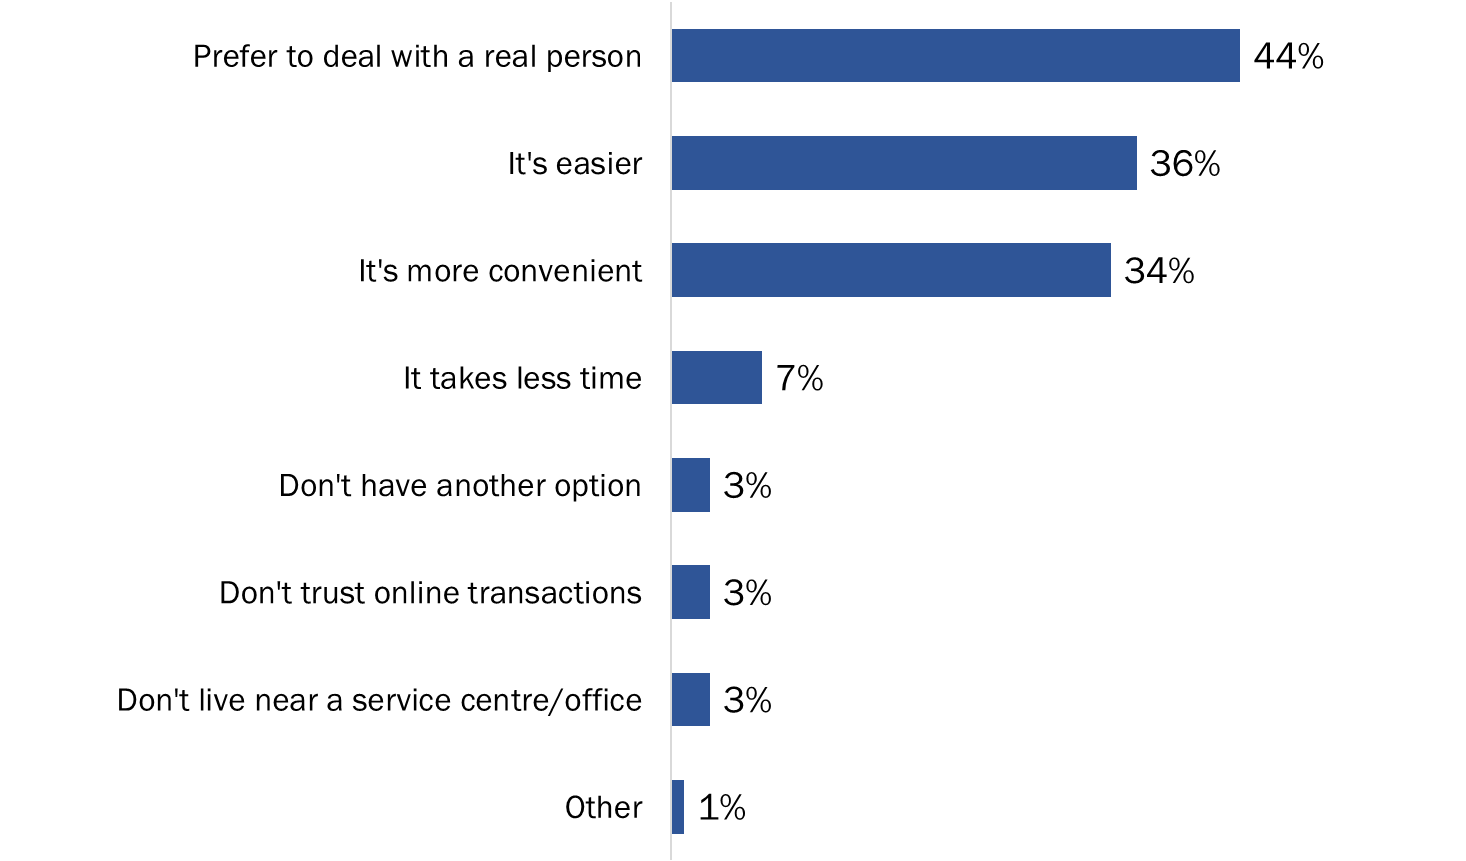 Prefer to deal with a real person 44%
It's easier 36%
It's more convenient 34%
It takes less time 7%
Don't have another option 3%
Don't trust online transactions 3%
Don't live near a service centre/office 3%
Other 1%